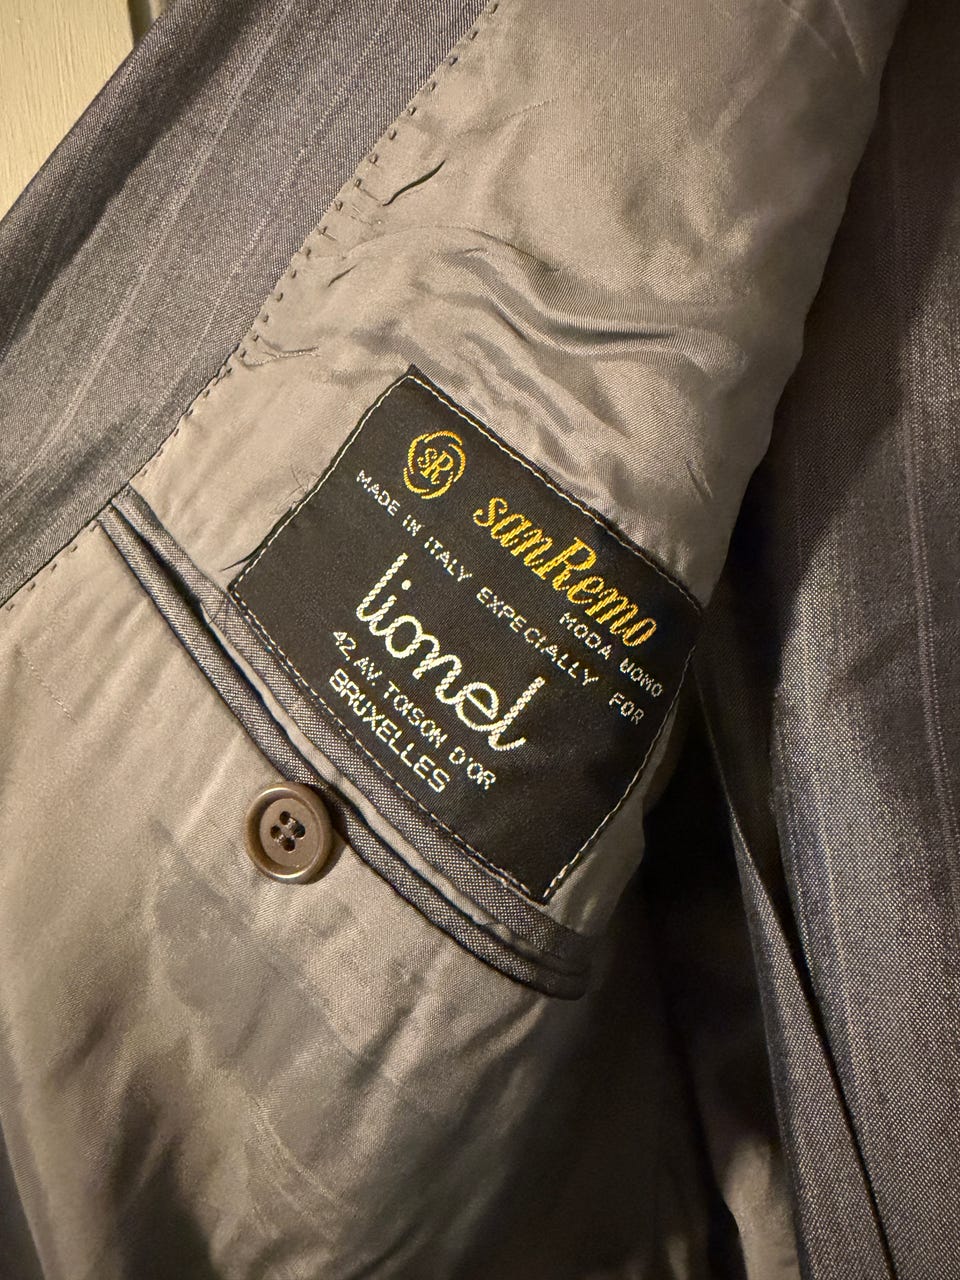 SR
sanRemo
MODA UOMO
MADE IN ITALY EXPECIALLY FOR
lionel
42, AV. TOISON D'OR
BRUXELLES